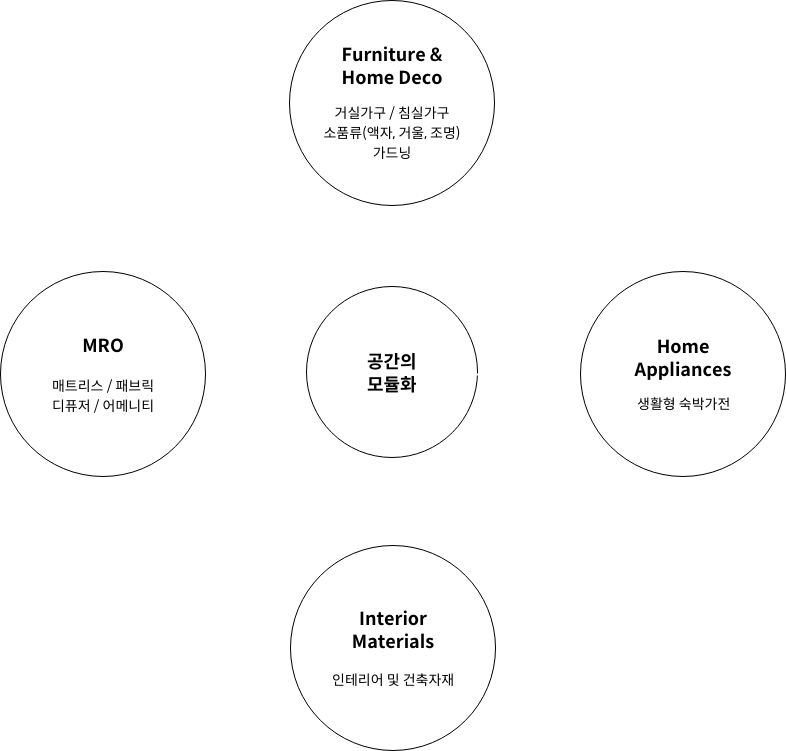 Furniture &
Home Deco
거실가구 / 침실가구
소품류(액자, 거울, 조명)
가드닝
MRO
매트리스 / 패브릭
디퓨저 / 어메니티
공간의
모듈화
Home
Appliances
생활형 숙박가전
Interior
Materials
인테리어 및 건축자재